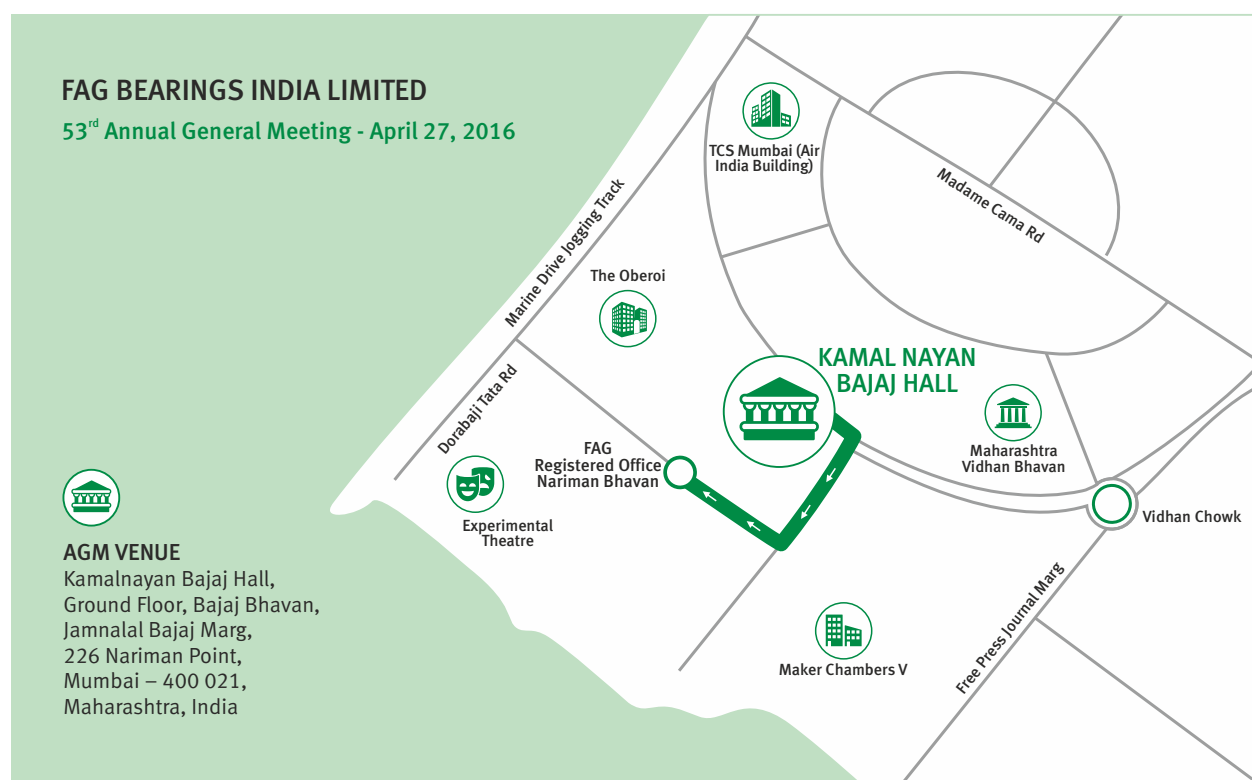 FAG BEARINGS INDIA LIMITED
53rd Annual General Meeting - April 27, 2016
TCS Mumbai (Air
India Building)
Madame Cama Rd
Marine Drive Jogging Track
The Oberoi
KAMAL NAYAN
BAJAJ HALL
Dorabaji Tata Rd
FAG
Registered Office
Nariman Bhavan
Maharashtra
Vidhan Bhavan
Experimental
Theatre
Vidhan Chowk
AGM VENUE
Kamalnayan Bajaj Hall,
Ground Floor, Bajaj Bhavan,
Jamnalal Bajaj Marg,
226 Nariman Point,
Mumbai – 400 021,
Maharashtra, India
Free Press Journal Marg
Maker Chambers V